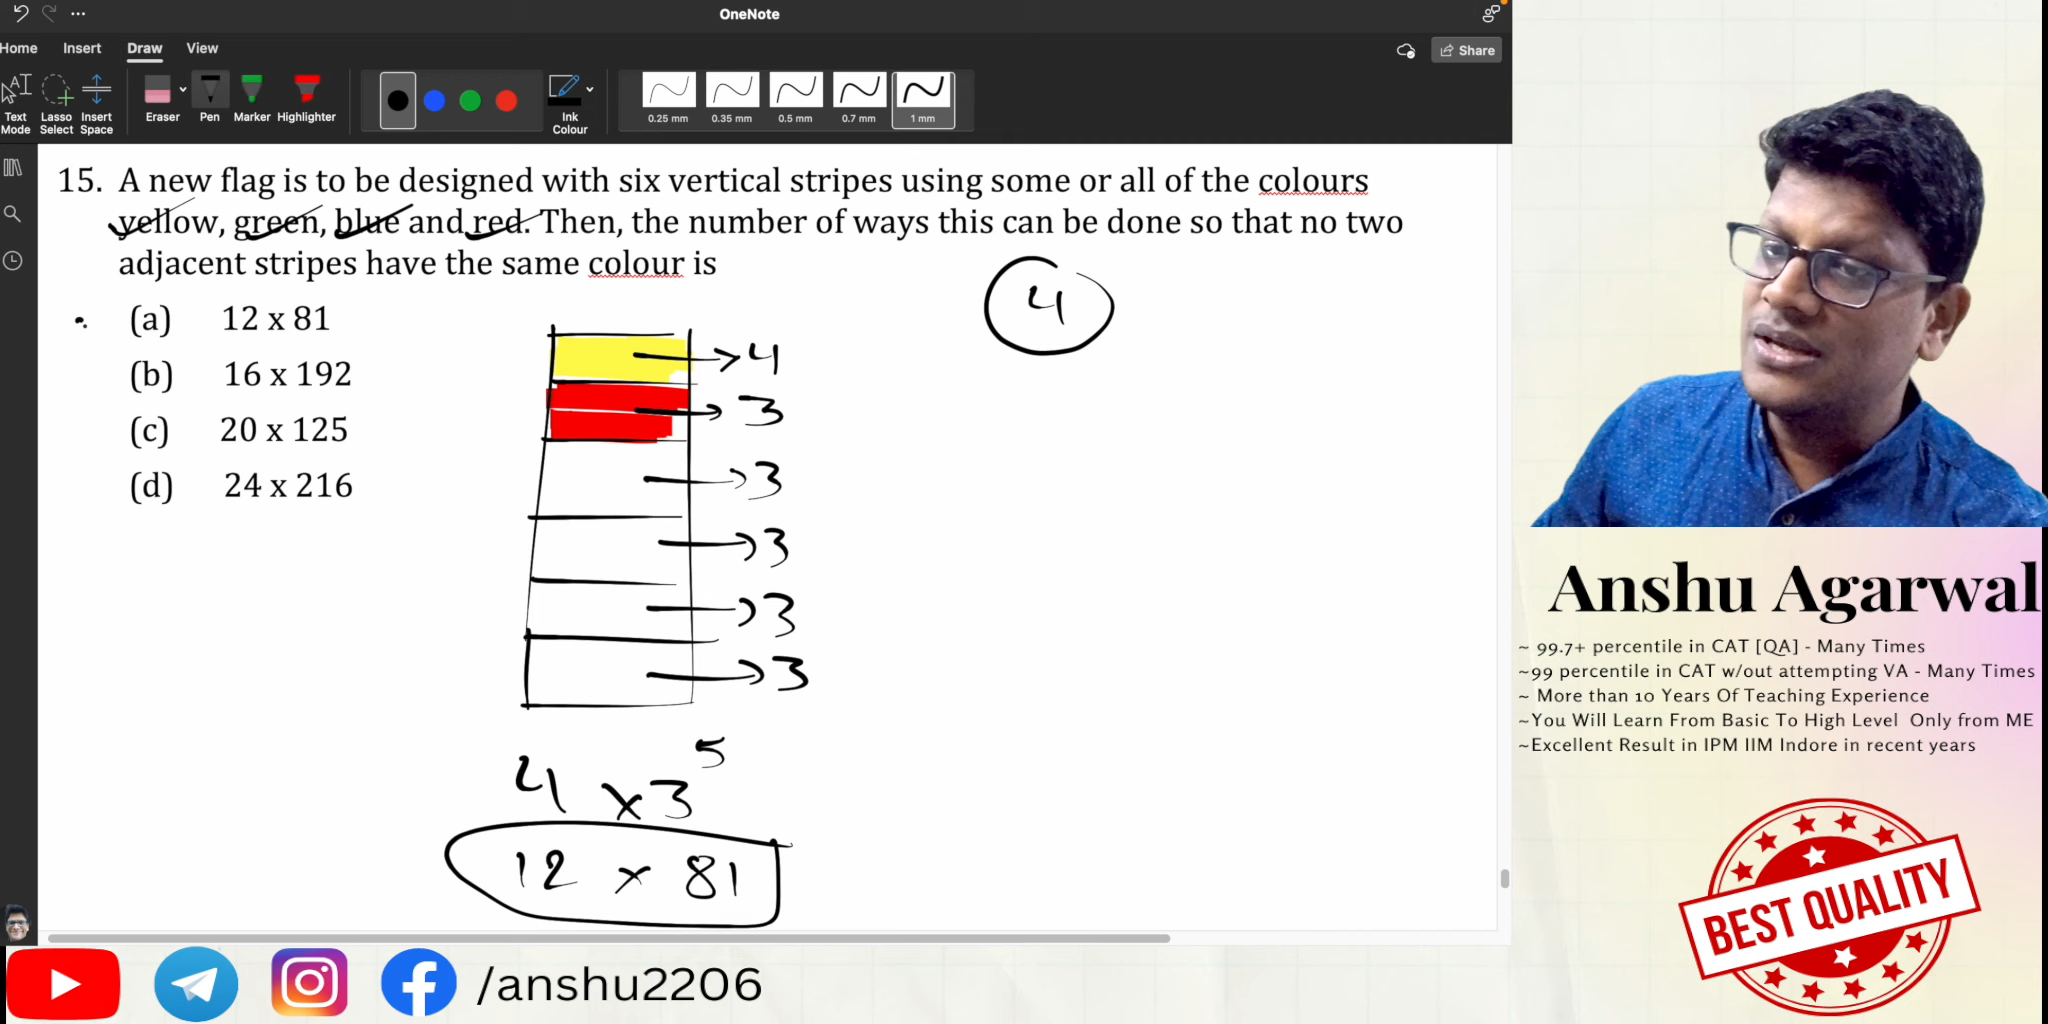 OneNote
Home Insert Draw View
Share
Text Mode
Lasso Select
Insert Space
Eraser
Pen
Marker
Highlighter
Ink Colour
0.25 mm
0.35 mm
0.5 mm
0.7 mm
1 mm
15. A new flag is to be designed with six vertical stripes using some or all of the colours
yellow, green, blue and red. Then, the number of ways this can be done so that no two
adjacent stripes have the same colour is
4
(a) 12 x 81
(b) 16 x 192
(c) 20 x 125
(d) 24 x 216
4
3
3
3
3
3
4 x 3⁵
12 x 81
Anshu Agarwal
~ 99.7+ percentile in CAT [QA] - Many Times
~99 percentile in CAT w/out attempting VA - Many Times
~ More than 10 Years Of Teaching Experience
~You Will Learn From Basic To High Level Only from ME
~Excellent Result in IPM IIM Indore in recent years
BEST QUALITY
/anshu2206